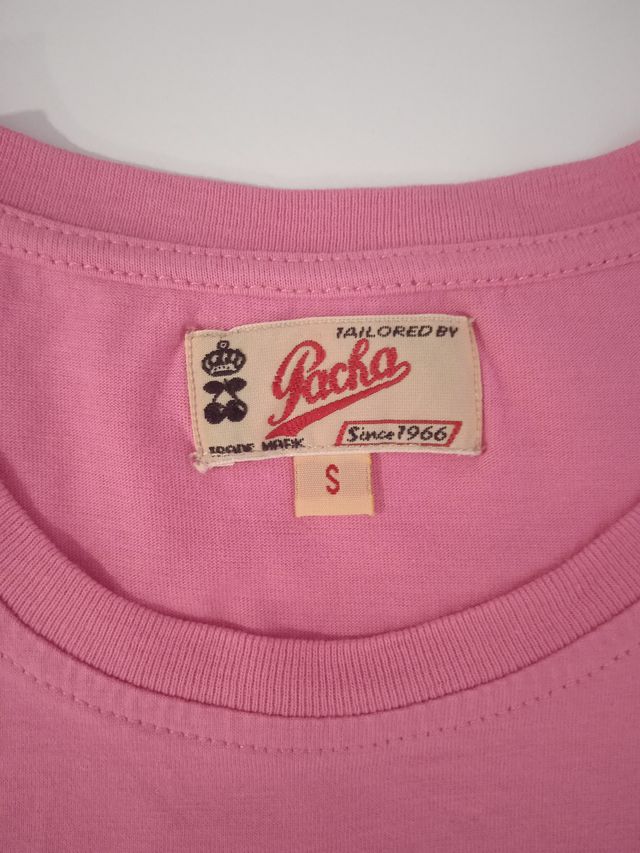 TAILORED BY
Pacha
Since 1966
TRADE MARK
S